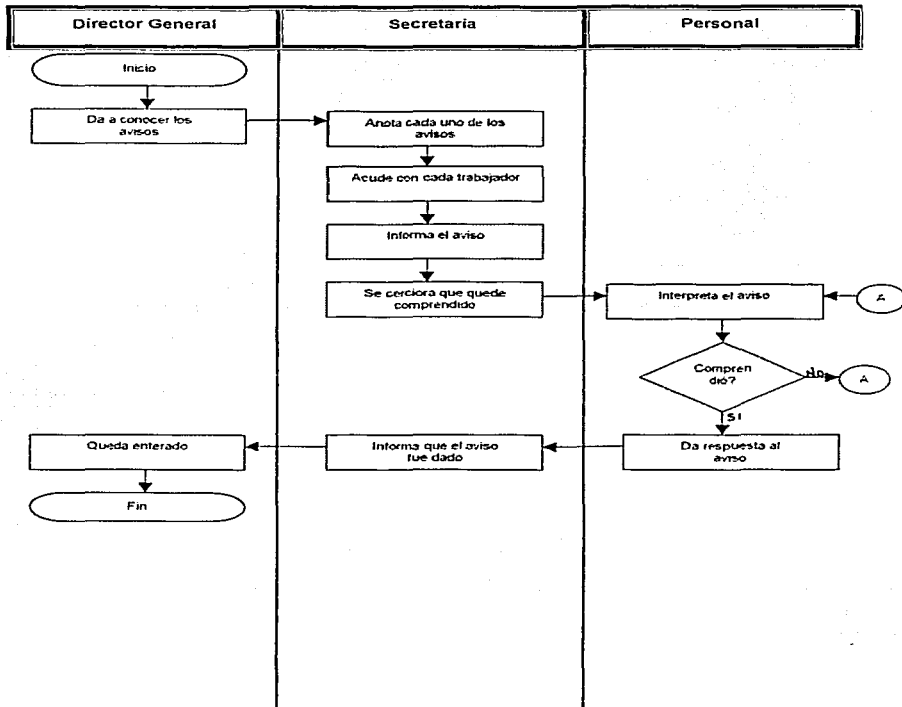 Director General
Secretaria
Personal
Inicio
Da a conocer los
avisos
Anota cada uno de los
avisos
Acude con cada trabajador
Informa el aviso
Se cerciora que quede
comprendido
Interpreta el aviso
A
Compren
dió?
No
A
SI
Da respuesta al
aviso
Informa que el aviso
fue dado
Queda enterado
Fin